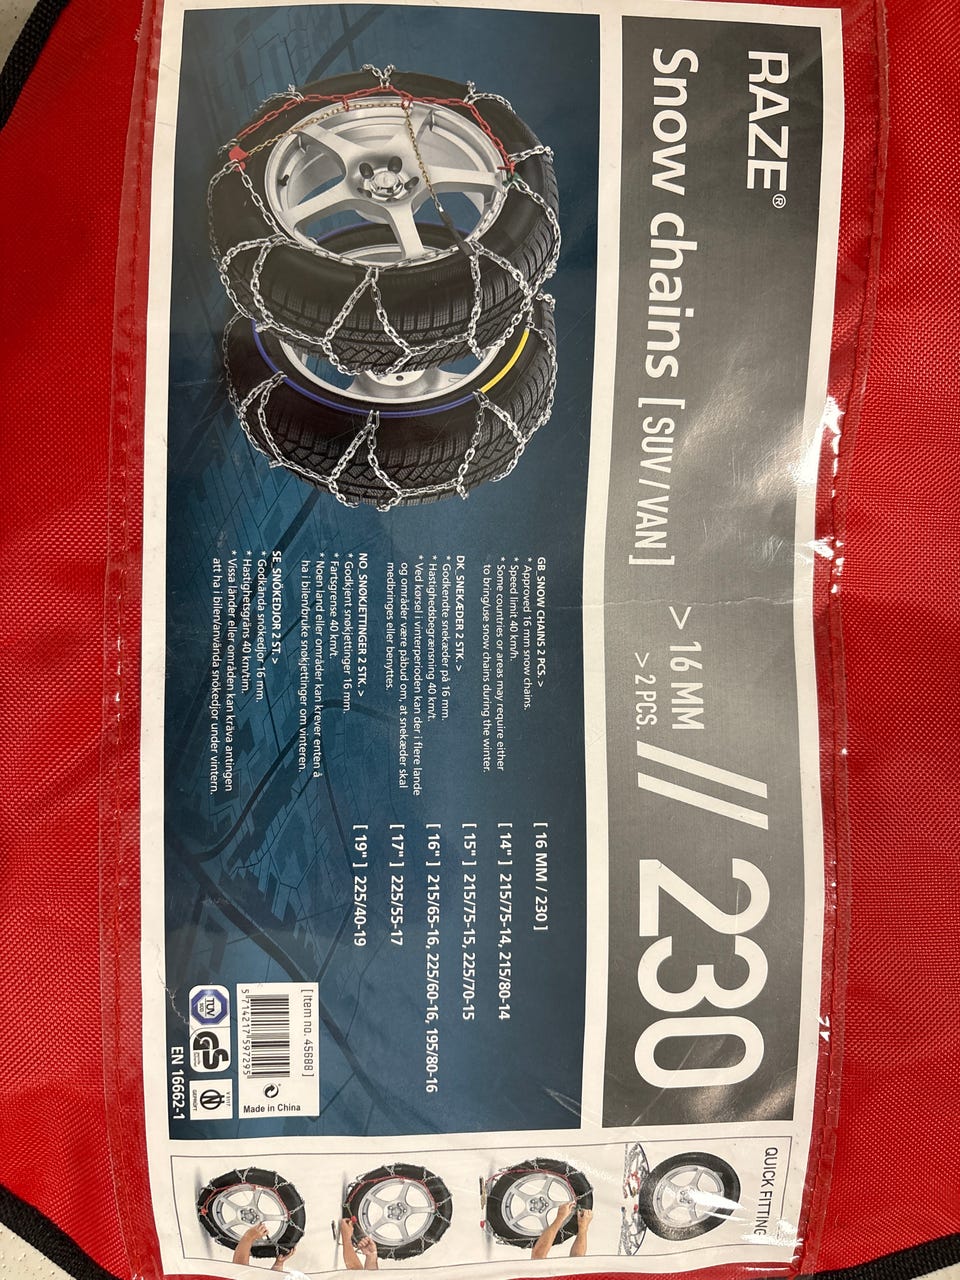 RAZE®
Snow chains [ SUV / VAN ]
> 16 MM
> 2 PCS.
// 230
GB_SNOW CHAINS 2 PCS. >
* Approved 16 mm snow chains.
* Speed limit 40 km/h.
* Some countries or areas may require either
to bring/use snow chains during the winter.
DK_SNEKÆDER 2 STK. >
* Godkendte snekæder på 16 mm.
* Hastighedsbegrænsning 40 km/t.
* Ved kørsel i vinterperioden kan der i flere lande
og områder være påbud om, at snekæder skal
medbringes eller benyttes.
NO_SNØKJETTINGER 2 STK. >
* Godkjent snøkjettinger 16 mm.
* Fartsgrense 40 km/t.
* Noen land eller områder kan krever enten å
ha i bilen/bruke snøkjettinger om vinteren.
SE_SNÖKEDJOR 2 ST. >
* Godkända snökedjor 16 mm.
* Hastighetsgräns 40 km/tim.
* Vissa länder eller områden kan kräva antingen
att ha i bilen/använda snökedjor under vintern.
[ 16 MM / 230 ]
[ 14" ] 215/75-14, 215/80-14
[ 15" ] 215/75-15, 225/70-15
[ 16" ] 215/65-16, 225/60-16, 195/80-16
[ 17" ] 225/55-17
[ 19" ] 225/40-19
[ Item no. 45688 ]
5 714217 597295
Made in China
TÜV
GS
GEPRÜFT
EN 16662-1
QUICK FITTING